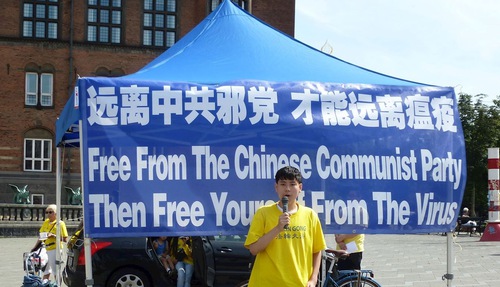 远离中共邪党 才能远离瘟疫
Free From The Chinese Communist Party
Then Free You From The Virus